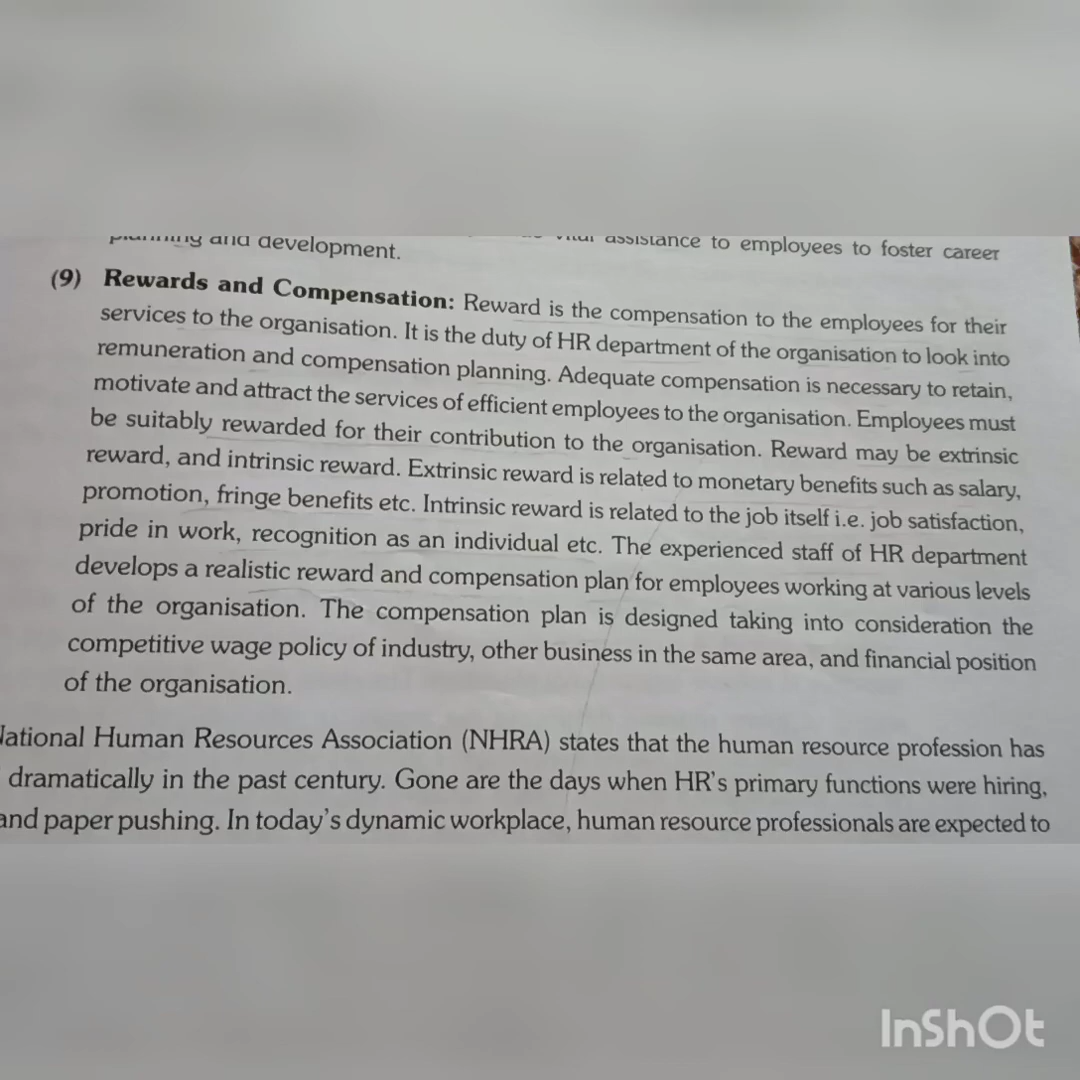 and development.
assistance to employees to foster career
(9) Rewards and Compensation: Reward is the compensation to the employees for their
services to the organisation. It is the duty of HR department of the organisation to look into
remuneration and compensation planning. Adequate compensation is necessary to retain,
motivate and attract the services of efficient employees to the organisation. Employees must
be suitably rewarded for their contribution to the organisation. Reward may be extrinsic
reward, and intrinsic reward. Extrinsic reward is related to monetary benefits such as salary,
promotion, fringe benefits etc. Intrinsic reward is related to the job itself i.e. job satisfaction,
pride in work, recognition as an individual etc. The experienced staff of HR department
develops a realistic reward and compensation plan for employees working at various levels
of the organisation. The compensation plan is designed taking into consideration the
competitive wage policy of industry, other business in the same area, and financial position
of the organisation.
Human Resources Association (NHRA) states that the human resource profession has
dramatically in the past century. Gone are the days when HR's primary functions were hiring,
and paper pushing. In today's dynamic workplace, human resource professionals are expected to
InShOt